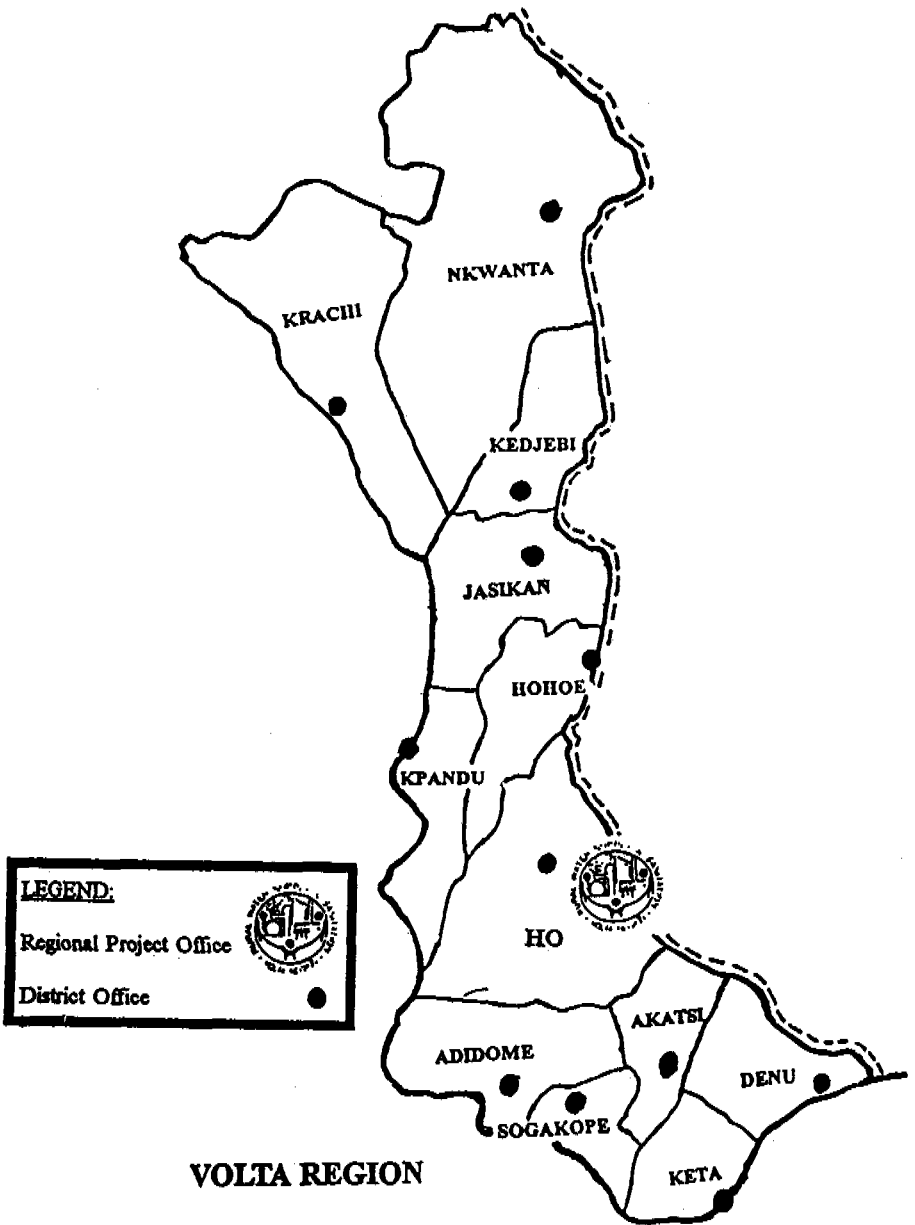 NKWANTA
KRACHI
KEDJEBI
JASIKAN
HOHOE
KPANDU
LEGEND:
Regional Project Office
District Office
HO
AKATSI
ADIDOME
DENU
SOGAKOPE
KETA
VOLTA REGION